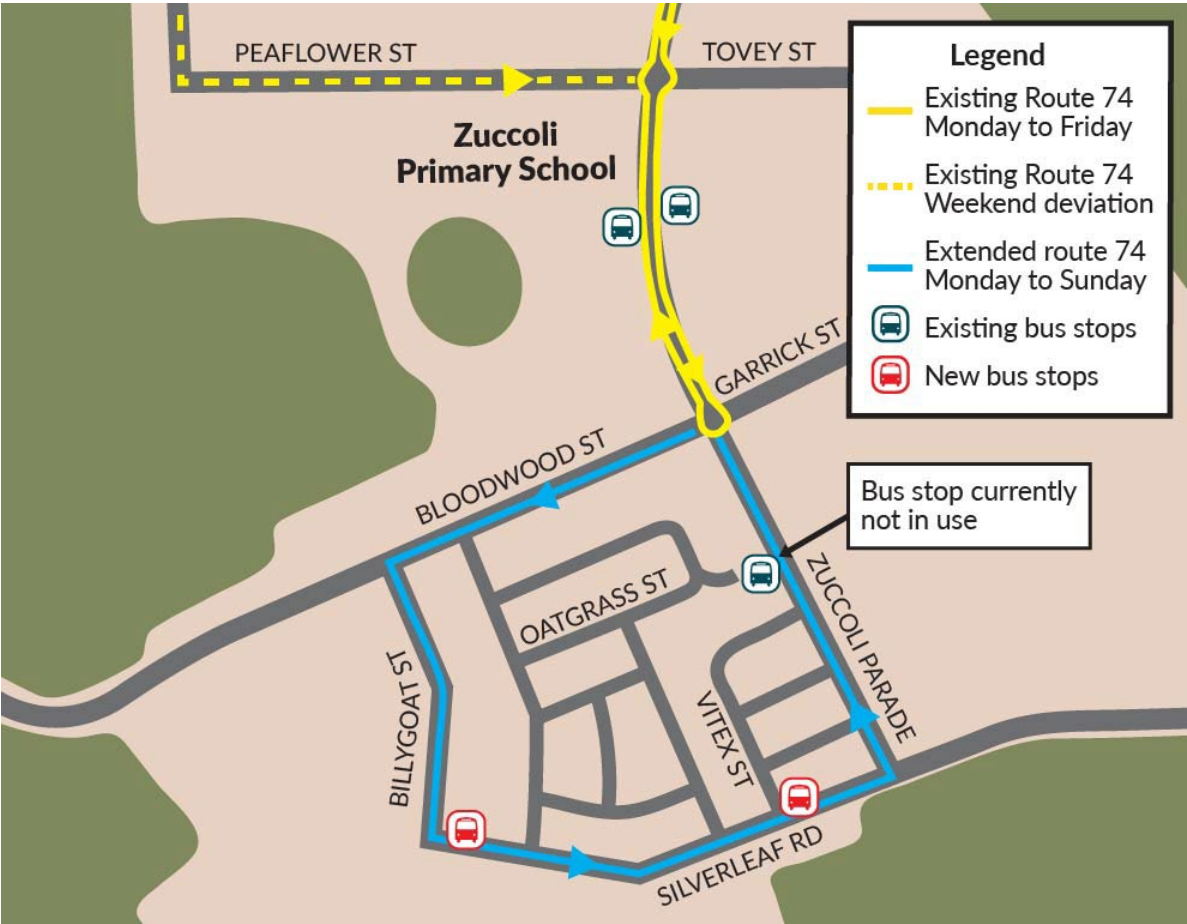 PEAFLOWER ST
TOVEY ST
Zuccoli
Primary School
Legend
Existing Route 74
Monday to Friday
Existing Route 74
Weekend deviation
Extended route 74
Monday to Sunday
Existing bus stops
New bus stops
GARRICK ST
BLOODWOOD ST
Bus stop currently
not in use
OATGRASS ST
ZUCCOLI PARADE
BILLYGOAT ST
VITEX ST
SILVERLEAF RD